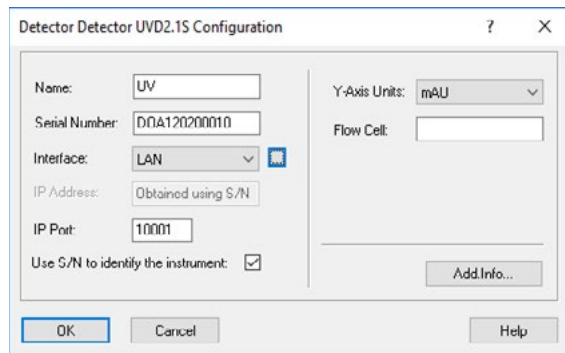 Detector Detector UVD2.1S Configuration ? X
Name: UV
Serial Number: DOA120200010
Interface: LAN
IP Address: Obtained using S/N
IP Port: 10001
Use S/N to identify the instrument:
Y-Axis Units: mAU
Flow Cell:
Add.Info...
OK Cancel Help